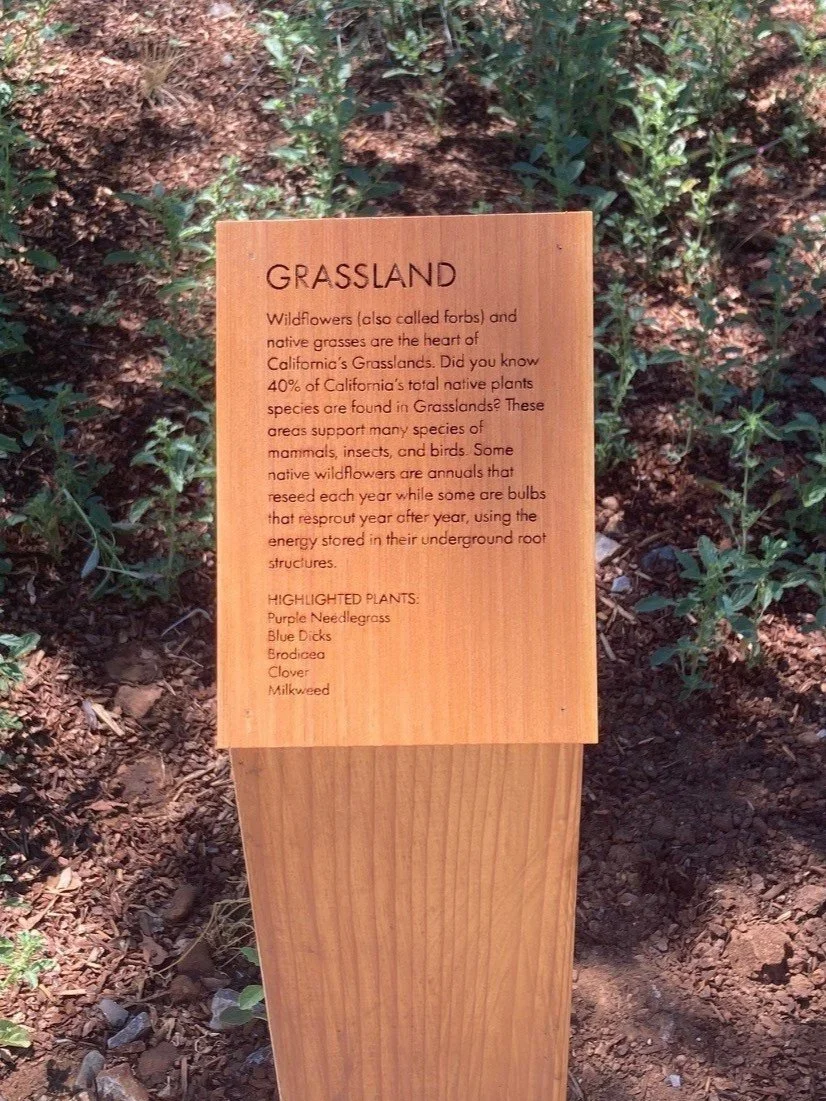 GRASSLAND
Wildflowers (also called forbs) and
native grasses are the heart of
California's Grasslands. Did you know
40% of California's total native plants
species are found in Grasslands? These
areas support many species of
mammals, insects, and birds. Some
native wildflowers are annuals that
reseed each year while some are bulbs
that resprout year after year, using the
energy stored in their underground root
structures.
HIGHLIGHTED PLANTS:
Purple Needlegrass
Blue Dicks
Brodiaea
Clover
Milkweed